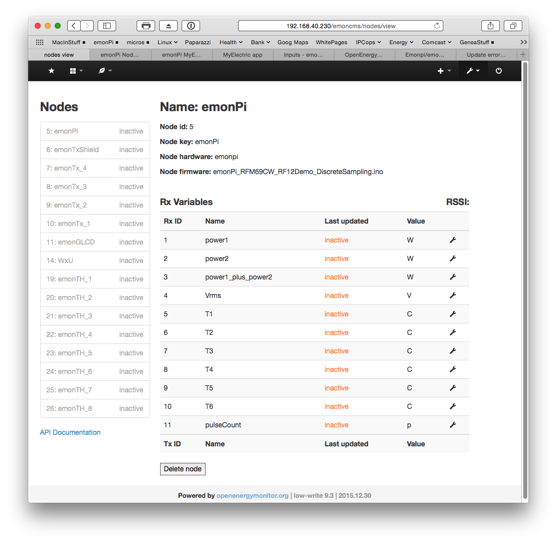 192.168.40.230/emoncms/nodes/view
MacInStuff emonPi micros Linux Paparazzi Health Bank Goog Maps WhitePages IPCops Energy Comcast GeneaStuff >>
nodes view emonPi Nod... emonPi MyE... MyElectric app Inputs - emo... OpenEnergy... Emonpi/emo... Update error... +
Nodes
5: emonPi inactive
6: emonTxShield inactive
7: emonTx_4 inactive
8: emonTx_3 inactive
9: emonTx_2 inactive
10: emonTx_1 inactive
11: emonGLCD inactive
14: WxU inactive
19: emonTH_1 inactive
20: emonTH_2 inactive
21: emonTH_3 inactive
22: emonTH_4 inactive
23: emonTH_5 inactive
24: emonTH_6 inactive
25: emonTH_7 inactive
26: emonTH_8 inactive
API Documentation
Name: emonPi
Node id: 5
Node key: emonPi
Node hardware: emonpi
Node firmware: emonPi_RFM69CW_RF12Demo_DiscreteSampling.ino
Rx Variables RSSI:
Rx ID Name Last updated Value
1 power1 inactive W
2 power2 inactive W
3 power1_plus_power2 inactive W
4 Vrms inactive V
5 T1 inactive C
6 T2 inactive C
7 T3 inactive C
8 T4 inactive C
9 T5 inactive C
10 T6 inactive C
11 pulseCount inactive p
Tx ID Name Last updated Value
Delete node
Powered by openenergymonitor.org | low-write 9.3 | 2015.12.30